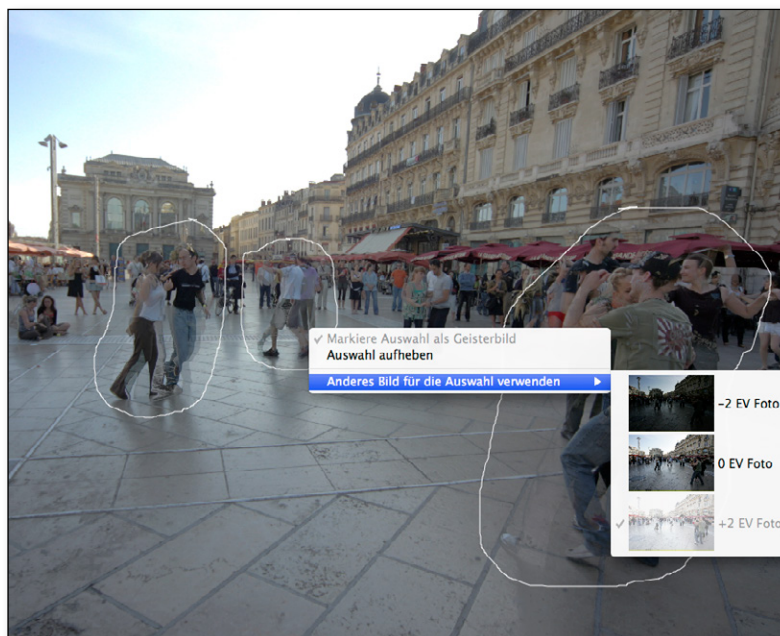 ✓ Markiere Auswahl als Geisterbild
Auswahl aufheben
Anderes Bild für die Auswahl verwenden
-2 EV Foto
0 EV Foto
✓ +2 EV Foto